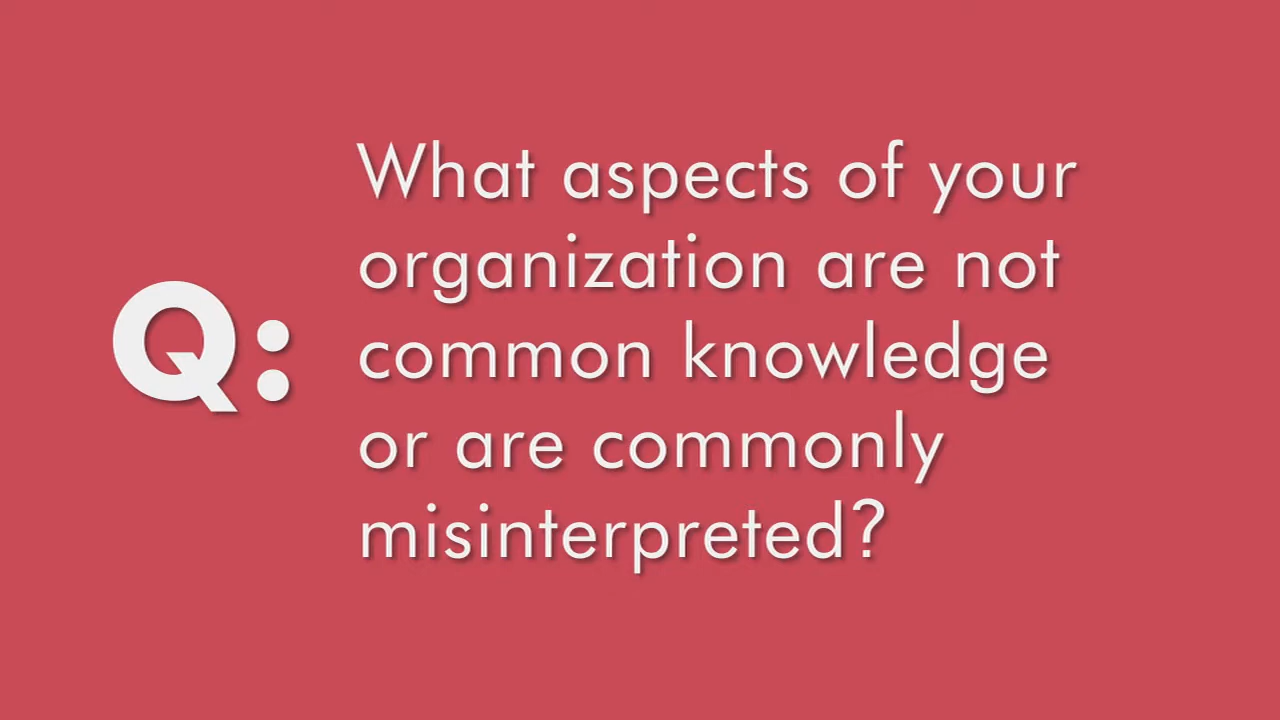 Q:
What aspects of your
organization are not
common knowledge
or are commonly
misinterpreted?